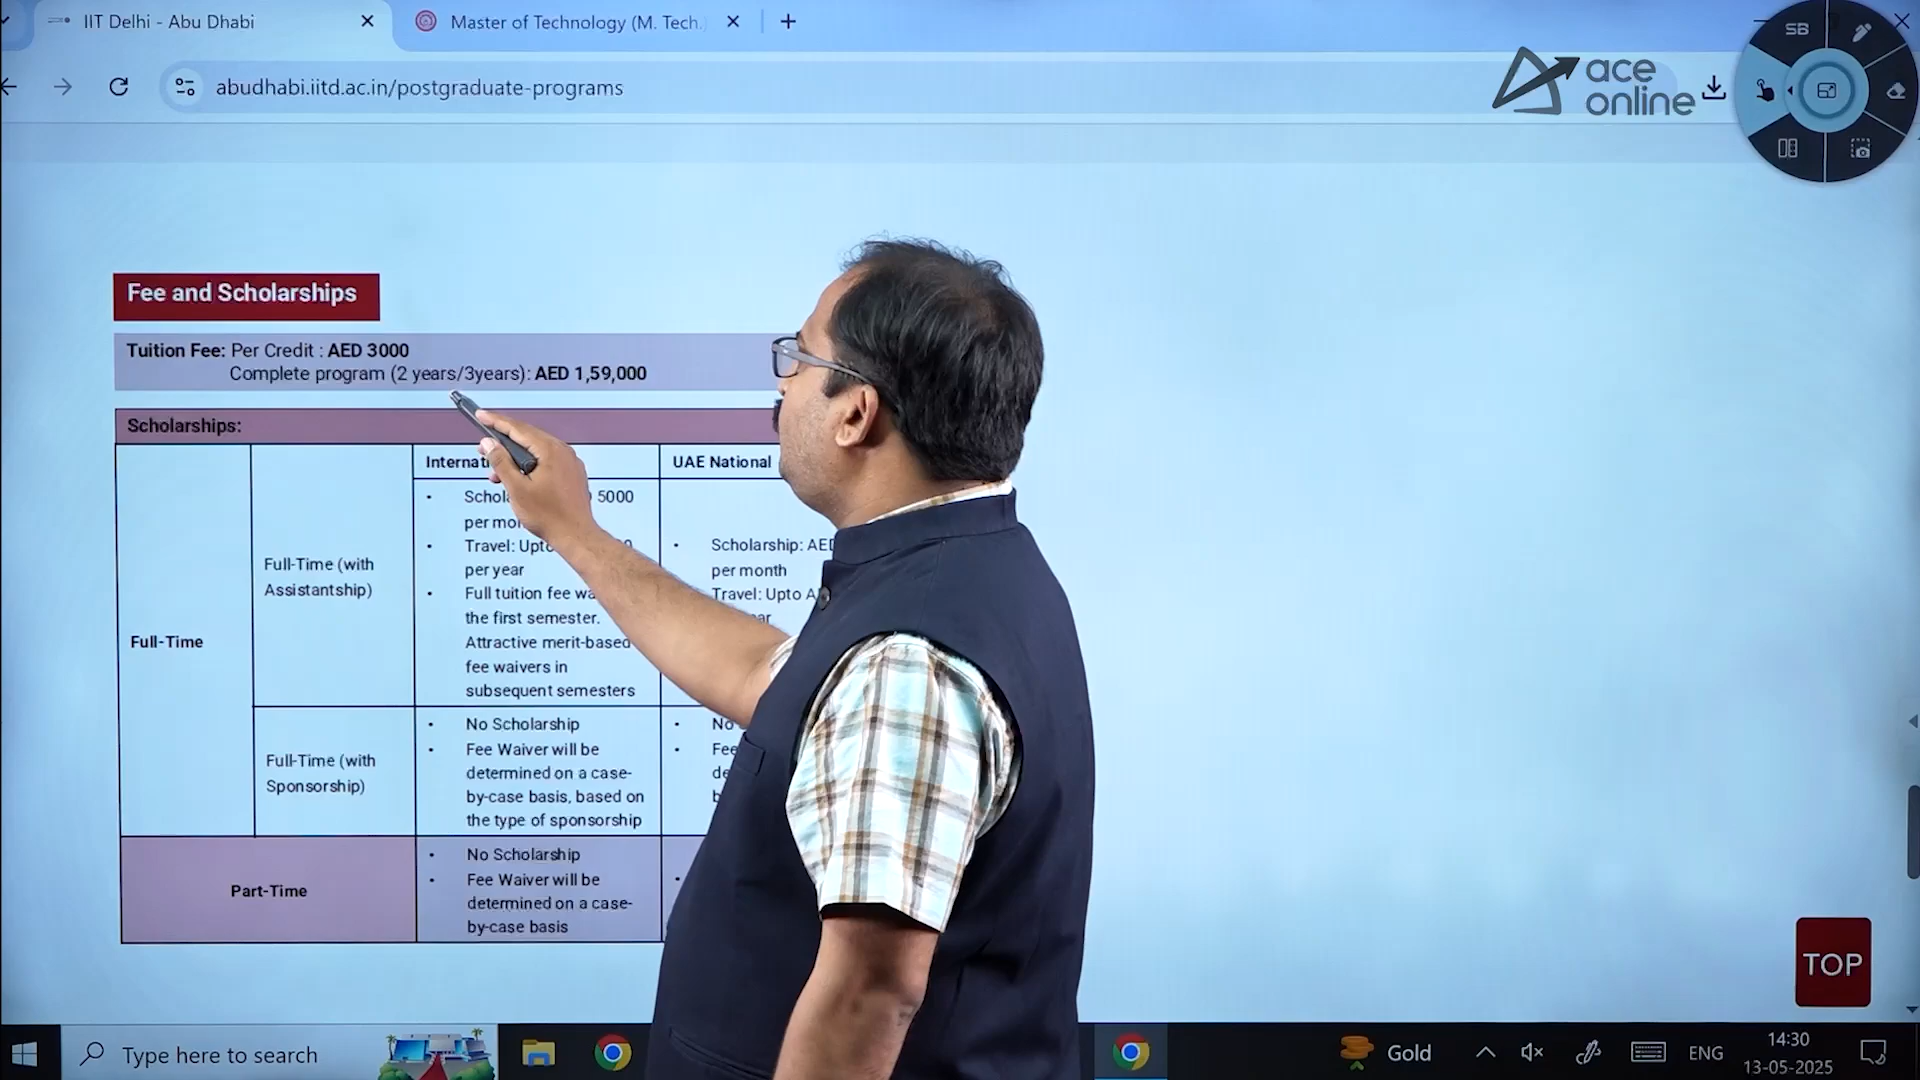 IIT Delhi - Abu Dhabi
Master of Technology (M. Tech.
abudhabi.iitd.ac.in/postgraduate-programs
ace
online
SB
Fee and Scholarships
Tuition Fee: Per Credit : AED 3000
Complete program (2 years/3years): AED 1,59,000
Scholarships:
UAE National
Full-Time
Full-Time (with
Assistantship)
5000
per
Travel:
per year
Full tuition fee
the first semester.
Attractive merit-based
fee waivers in
subsequent semesters
Scholarship:
per month
Travel: Upto
Full-Time (with
Sponsorship)
No Scholarship
Fee Waiver will be
determined on a case-
by-case basis, based on
the type of sponsorship
Part-Time
No Scholarship
Fee Waiver will be
determined on a case-
by-case basis
TOP
Type here to search
Gold
ENG
14:30
13-05-2025